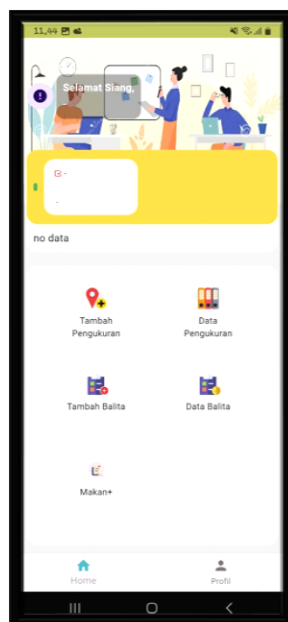 11,44
Selamat Siang,
-
-
no data
Tambah
Pengukuran
Data
Pengukuran
Tambah Balita
Data Balita
Makan+
Home
Profil